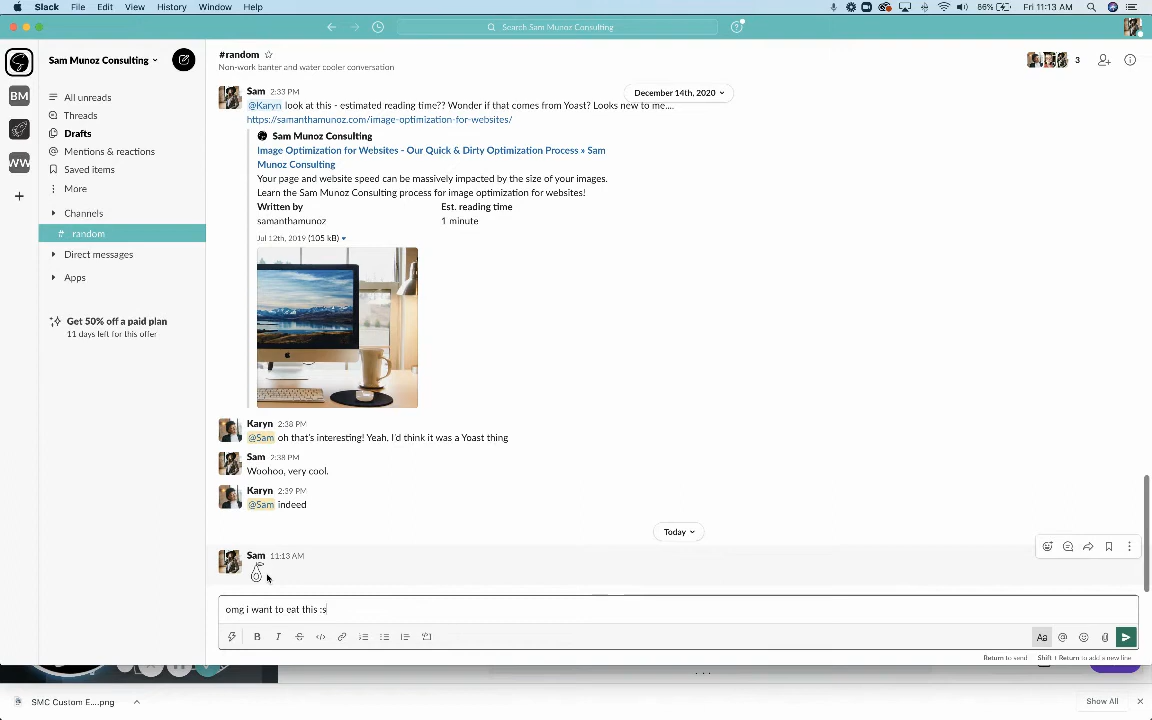 Slack File Edit View History Window Help
66% Fri 11:13 AM
Search Sam Munoz Consulting
Sam Munoz Consulting
BM
WW
All unreads
Threads
Drafts
Mentions & reactions
Saved items
More
Channels
# random
Direct messages
Apps
Get 50% off a paid plan
11 days left for this offer
#random
Non-work banter and water cooler conversation
3
December 14th, 2020
Sam 2:33 PM
@Karyn look at this - estimated reading time?? Wonder if that comes from Yoast? Looks new to me....
https://samanthamunoz.com/image-optimization-for-websites/
Sam Munoz Consulting
Image Optimization for Websites - Our Quick & Dirty Optimization Process » Sam
Munoz Consulting
Your page and website speed can be massively impacted by the size of your images.
Learn the Sam Munoz Consulting process for image optimization for websites!
Written by Est. reading time
samanthamunoz 1 minute
Jul 12th, 2019 (105 kB)
Karyn 2:38 PM
@Sam oh that's interesting! Yeah, I'd think it was a Yoast thing
Sam 2:38 PM
Woohoo, very cool.
Karyn 2:39 PM
@Sam indeed
Today
Sam 11:13 AM
omg i want to eat this :s
B I S Aa @
Return to send Shift + Return to add a new line
SMC Custom E....png
Show All